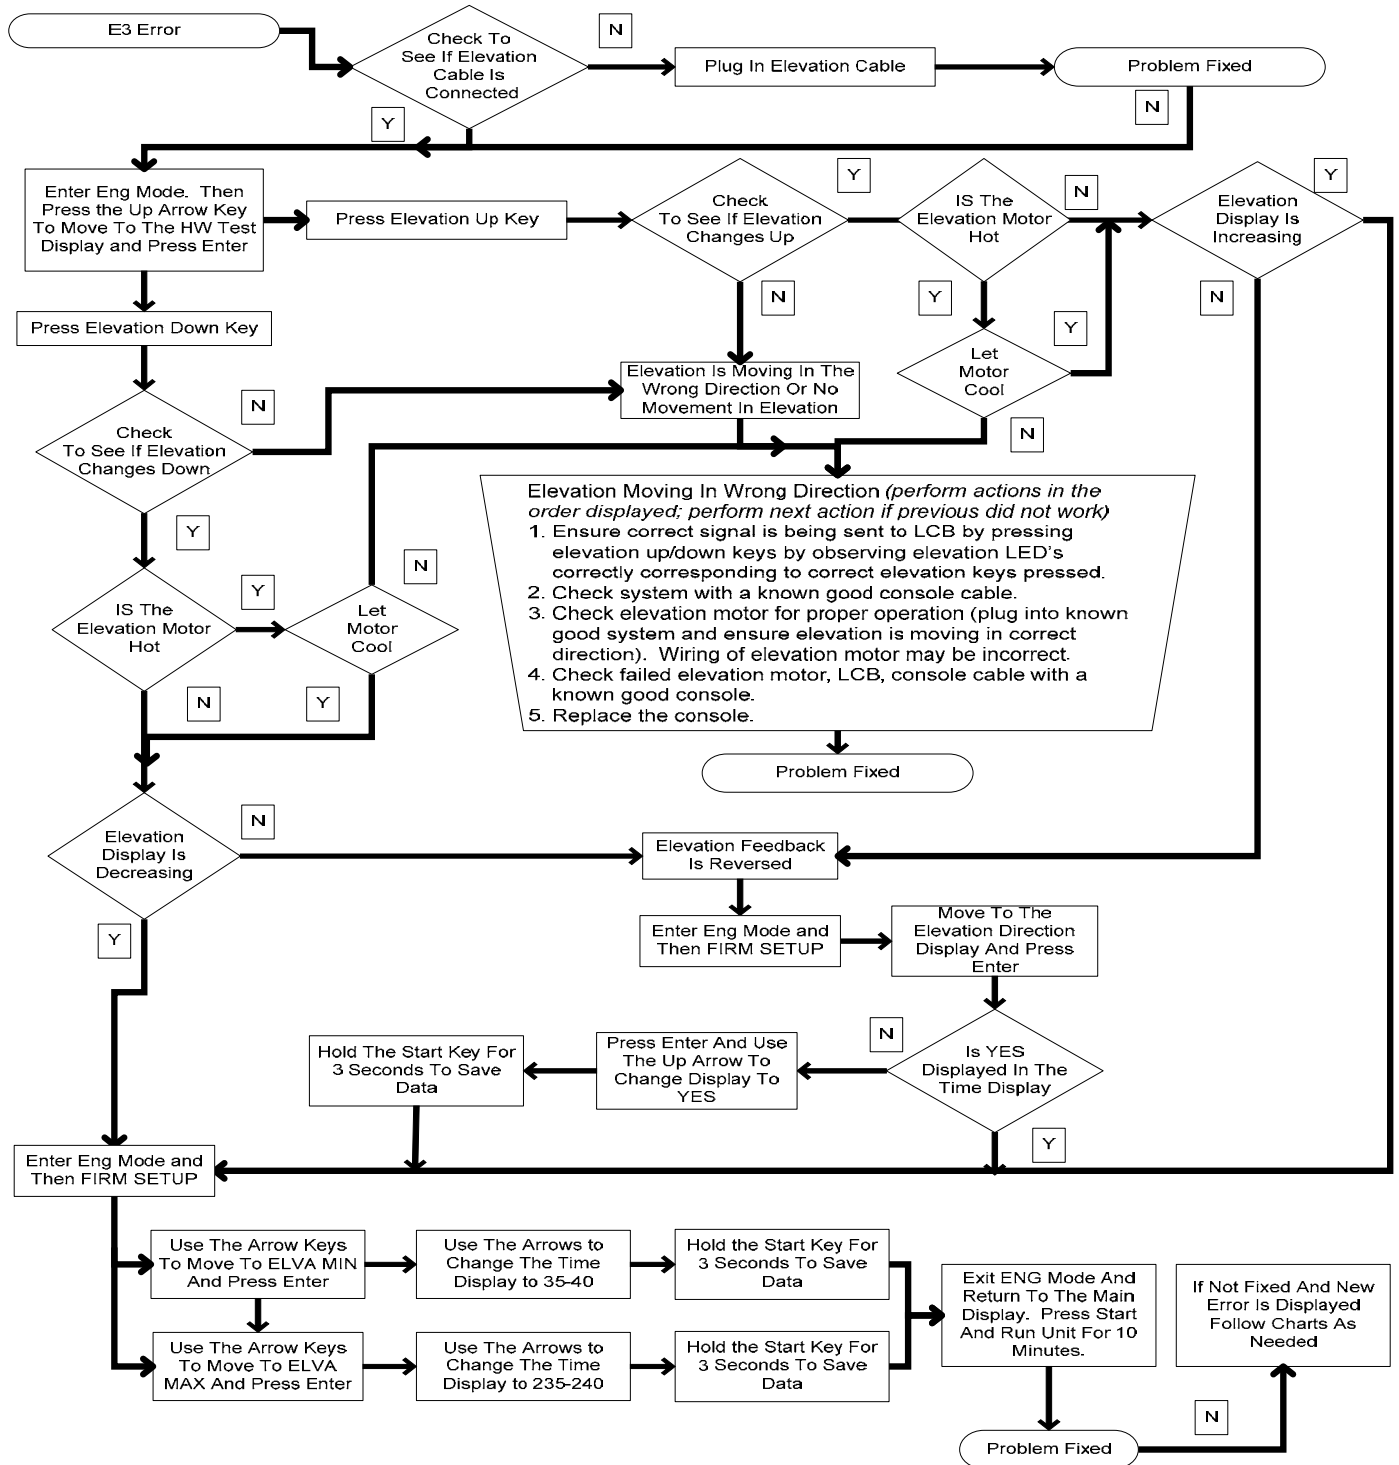 E3 Error
Check To
See If Elevation
Cable Is
Connected
N
Plug In Elevation Cable
Problem Fixed
N
Y
Enter Eng Mode. Then
Press the Up Arrow Key
To Move To The HW Test
Display and Press Enter
Press Elevation Up Key
Check
To See If Elevation
Changes Up
Y
IS The
Elevation Motor
Hot
N
Elevation
Display Is
Increasing
Y
N
Y
N
Press Elevation Down Key
Let
Motor
Cool
Y
N
Elevation Is Moving In The
Wrong Direction Or No
Movement In Elevation
Check
To See If Elevation
Changes Down
N
Y
IS The
Elevation Motor
Hot
Y
Let
Motor
Cool
N
N
Y
Elevation Moving In Wrong Direction (perform actions in the
order displayed; perform next action if previous did not work)
1. Ensure correct signal is being sent to LCB by pressing
elevation up/down keys by observing elevation LED's
correctly corresponding to correct elevation keys pressed.
2. Check system with a known good console cable.
3. Check elevation motor for proper operation (plug into known
good system and ensure elevation is moving in correct
direction). Wiring of elevation motor may be incorrect.
4. Check failed elevation motor, LCB, console cable with a
known good console.
5. Replace the console.
Problem Fixed
Elevation
Display Is
Decreasing
N
Y
Elevation Feedback
Is Reversed
Enter Eng Mode and
Then FIRM SETUP
Move To The
Elevation Direction
Display And Press
Enter
Is YES
Displayed In The
Time Display
N
Y
Press Enter And Use
The Up Arrow To
Change Display To
YES
Hold The Start Key For
3 Seconds To Save
Data
Enter Eng Mode and
Then FIRM SETUP
Use The Arrow Keys
To Move To ELVA MIN
And Press Enter
Use The Arrows to
Change The Time
Display to 35-40
Hold the Start Key For
3 Seconds To Save
Data
Use The Arrow Keys
To Move To ELVA
MAX And Press Enter
Use The Arrows to
Change The Time
Display to 235-240
Hold the Start Key For
3 Seconds To Save
Data
Exit ENG Mode And
Return To The Main
Display. Press Start
And Run Unit For 10
Minutes.
If Not Fixed And New
Error Is Displayed
Follow Charts As
Needed
Problem Fixed
N